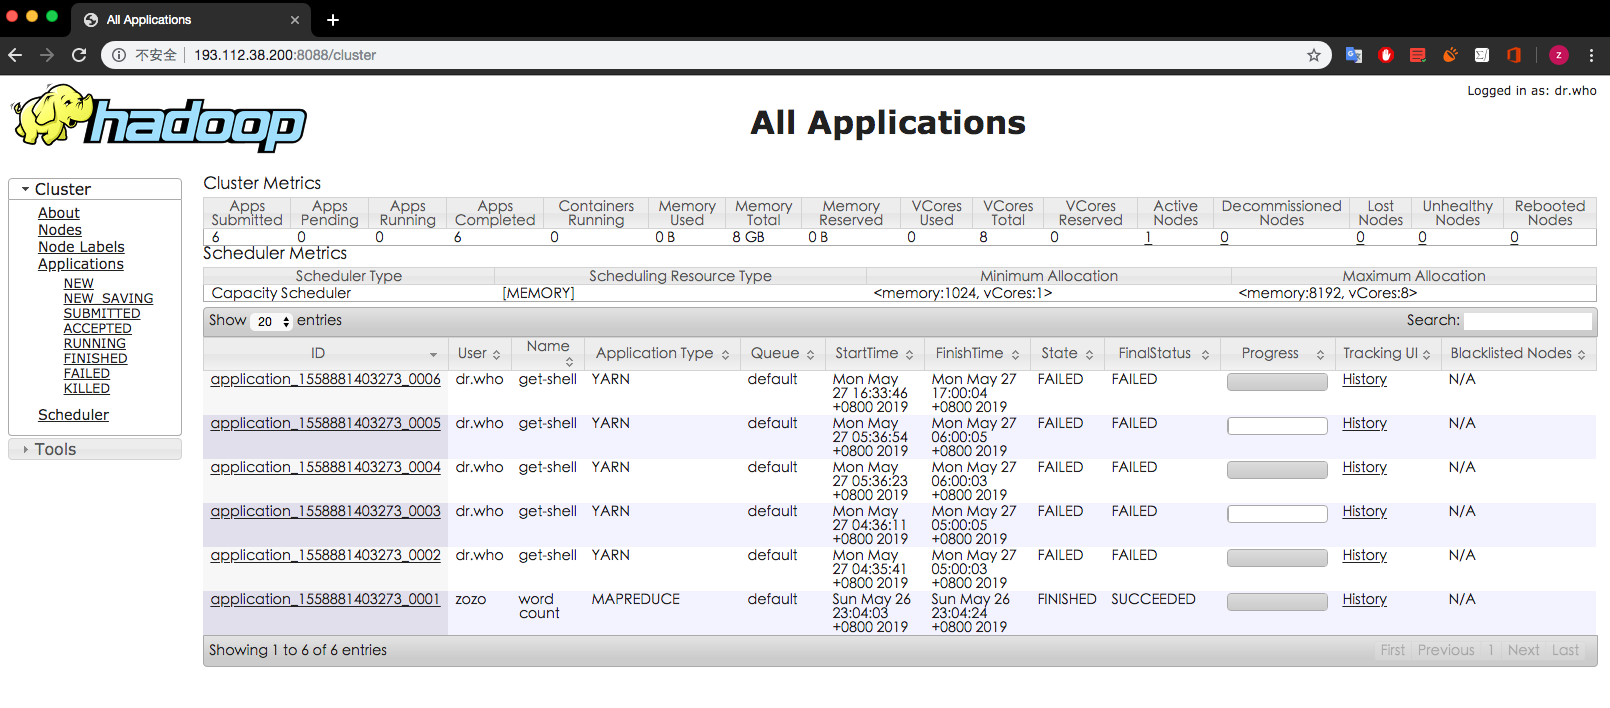 All Applications
不安全 193.112.38.200:8088/cluster
Z
Logged in as: dr.who
hadoop
All Applications
Cluster
About
Nodes
Node Labels
Applications
NEW
NEW_SAVING
SUBMITTED
ACCEPTED
RUNNING
FINISHED
FAILED
KILLED
Scheduler
Tools
Cluster Metrics
Apps Submitted Apps Pending Apps Running Apps Completed Containers Running Memory Used Memory Total Memory Reserved VCores Used VCores Total VCores Reserved Active Nodes Decommissioned Nodes Lost Nodes Unhealthy Nodes Rebooted Nodes
6 0 0 6 0 0 B 8 GB 0 B 0 8 0 1 0 0 0 0
Scheduler Metrics
Scheduler Type Scheduling Resource Type Minimum Allocation Maximum Allocation
Capacity Scheduler [MEMORY] <memory:1024, vCores:1> <memory:8192, vCores:8>
Show 20 entries Search:
ID User Name Application Type Queue StartTime FinishTime State FinalStatus Progress Tracking UI Blacklisted Nodes
application_1558881403273_0006 dr.who get-shell YARN default Mon May 27 16:33:46 +0800 2019 Mon May 27 17:00:04 +0800 2019 FAILED FAILED History N/A
application_1558881403273_0005 dr.who get-shell YARN default Mon May 27 05:36:54 +0800 2019 Mon May 27 06:00:05 +0800 2019 FAILED FAILED History N/A
application_1558881403273_0004 dr.who get-shell YARN default Mon May 27 05:36:23 +0800 2019 Mon May 27 06:00:03 +0800 2019 FAILED FAILED History N/A
application_1558881403273_0003 dr.who get-shell YARN default Mon May 27 04:36:11 +0800 2019 Mon May 27 05:00:05 +0800 2019 FAILED FAILED History N/A
application_1558881403273_0002 dr.who get-shell YARN default Mon May 27 04:35:41 +0800 2019 Mon May 27 05:00:03 +0800 2019 FAILED FAILED History N/A
application_1558881403273_0001 zozo word count MAPREDUCE default Sun May 26 23:04:03 +0800 2019 Sun May 26 23:04:24 +0800 2019 FINISHED SUCCEEDED History N/A
Showing 1 to 6 of 6 entries First Previous 1 Next Last